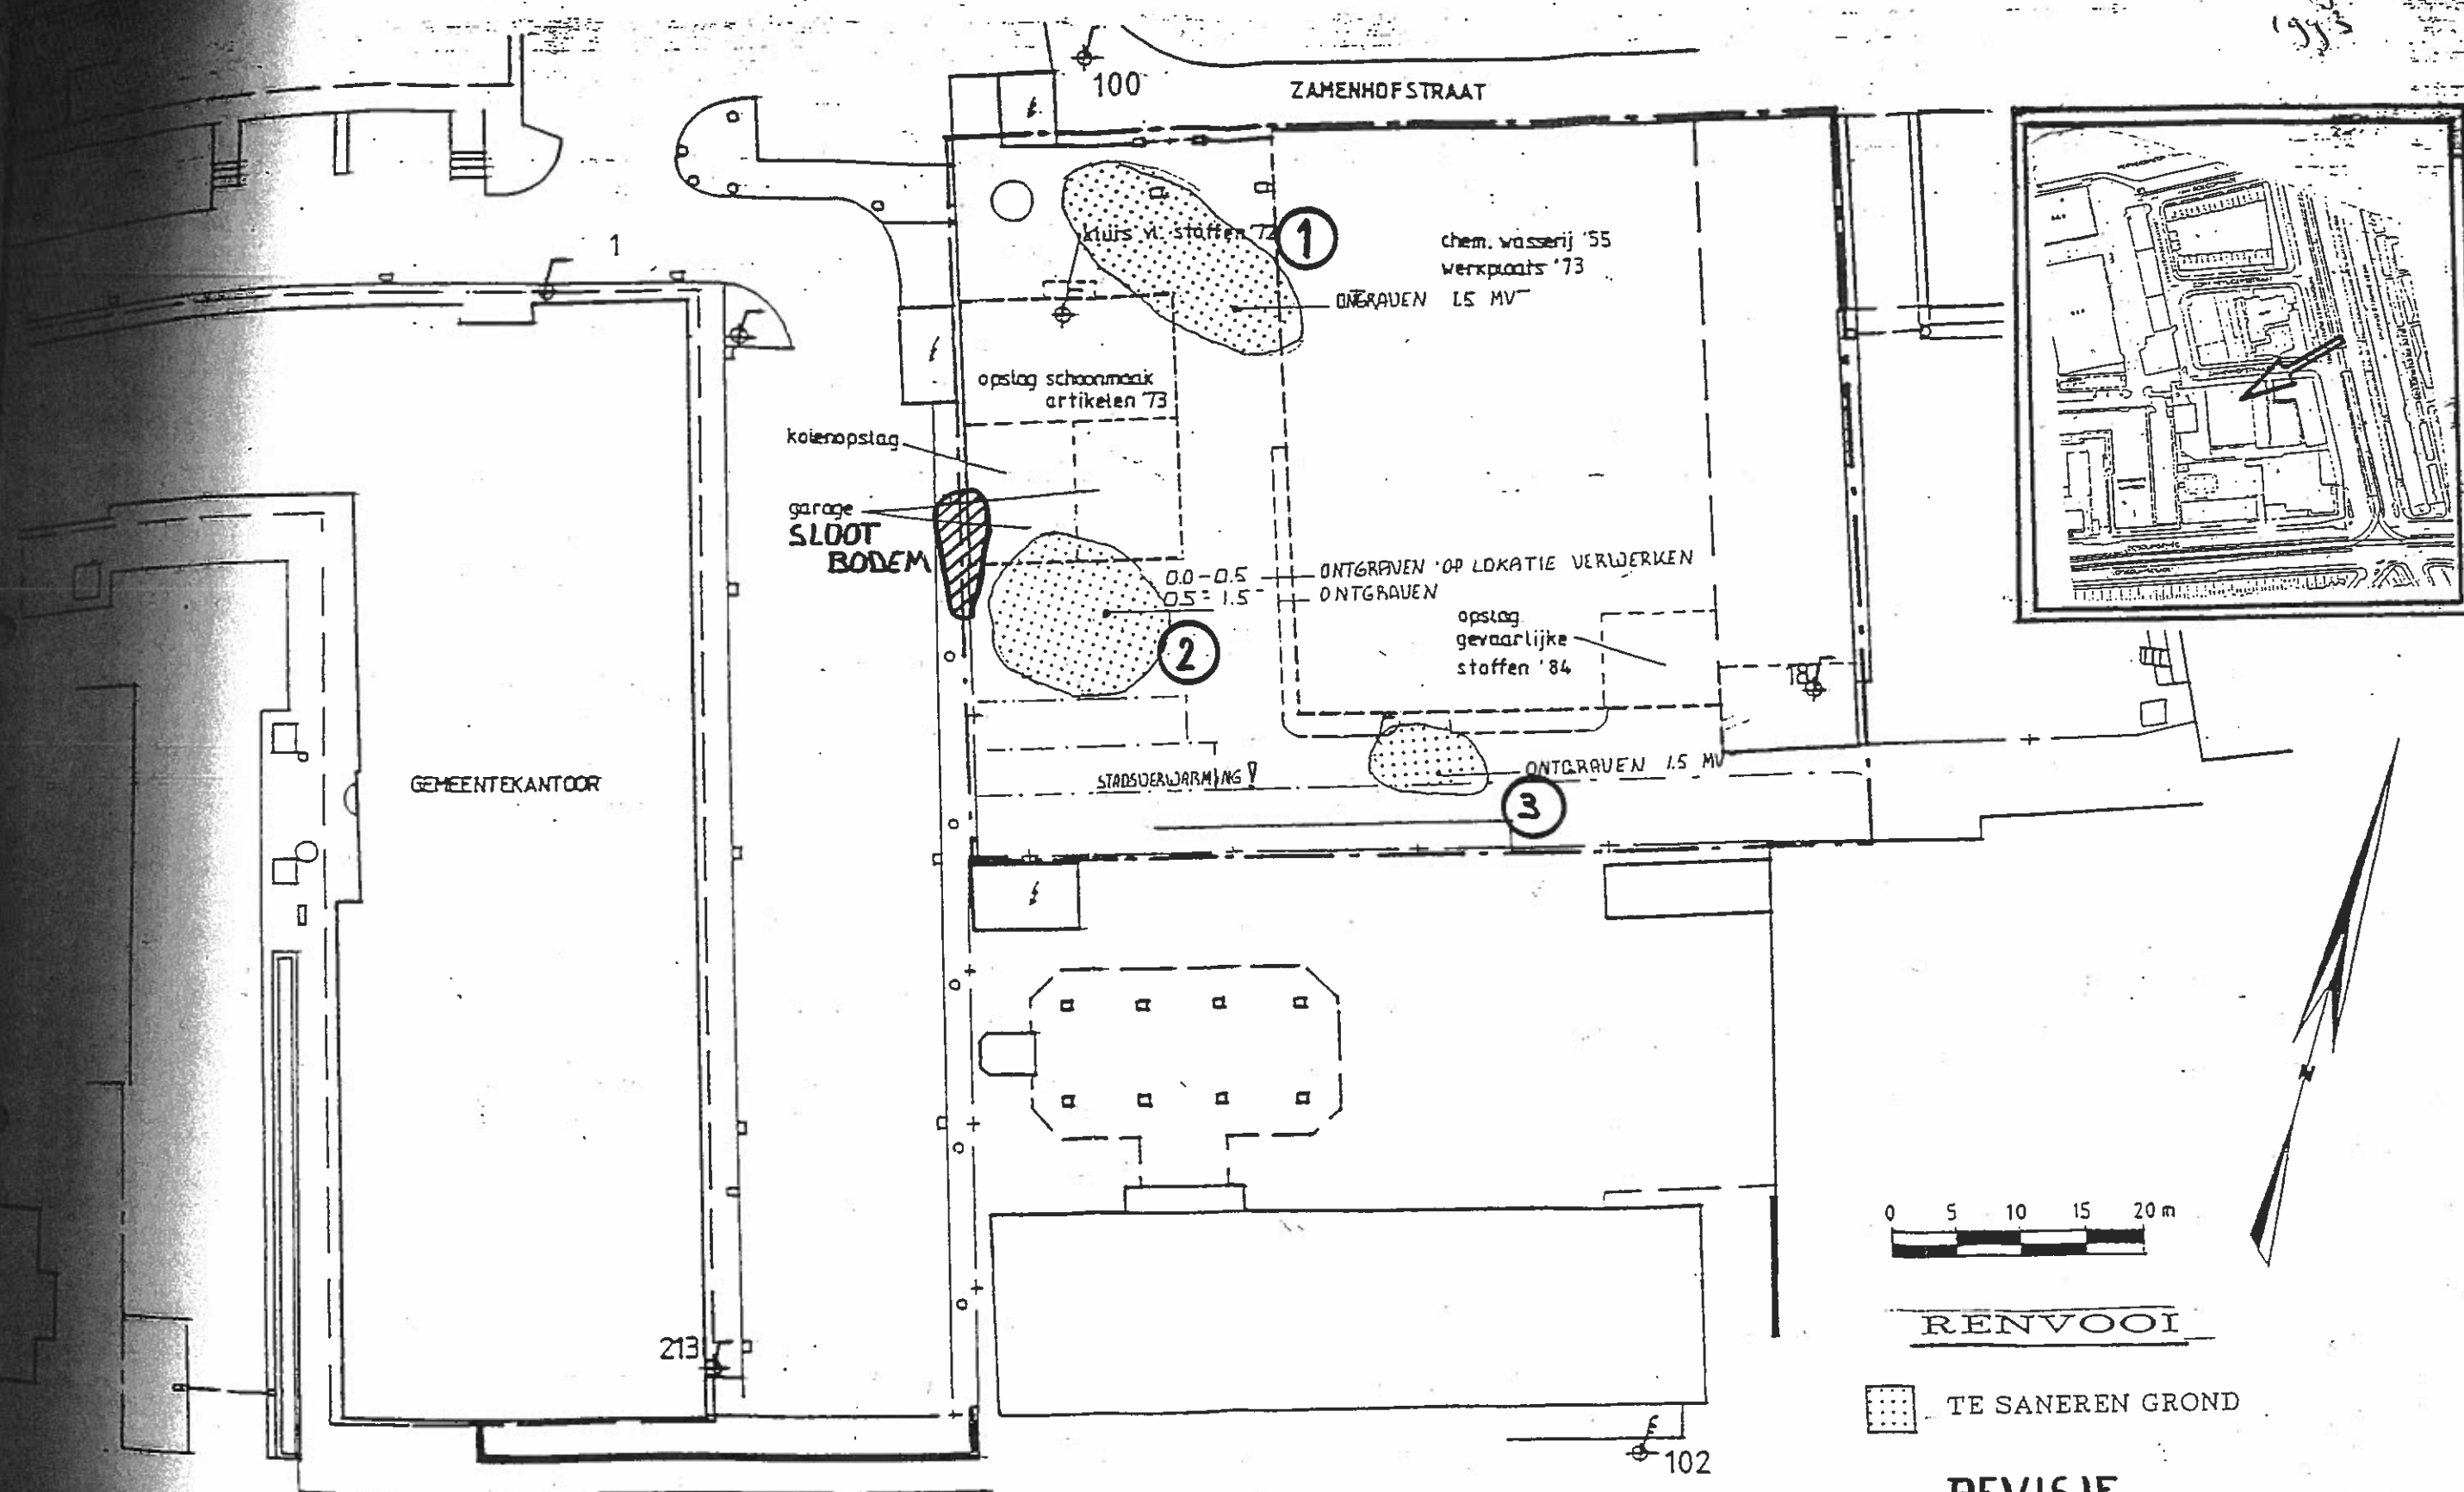 1993
100
ZAMENHOFSTRAAT
1
kluis vl. stoffen '72
1
chem. wasserij '55
werkplaats '73
ONTGRAVEN 1.5 MV-
opslag schoonmaak
artikelen '73
kolenopslag
garage
SLOOT
BODEM
0.0-0.5 ONTGRAVEN OP LOKATIE VERWERKEN
0.5-1.5 ONTGRAVEN
opslag
gevaarlijke
stoffen '84
2
187
GEMEENTEKANTOOR
STADSVERWARMING!
ONTGRAVEN 1.5 MV
3
N
0 5 10 15 20 m
213
RENVOOI
TE SANEREN GROND
102
REVISIE